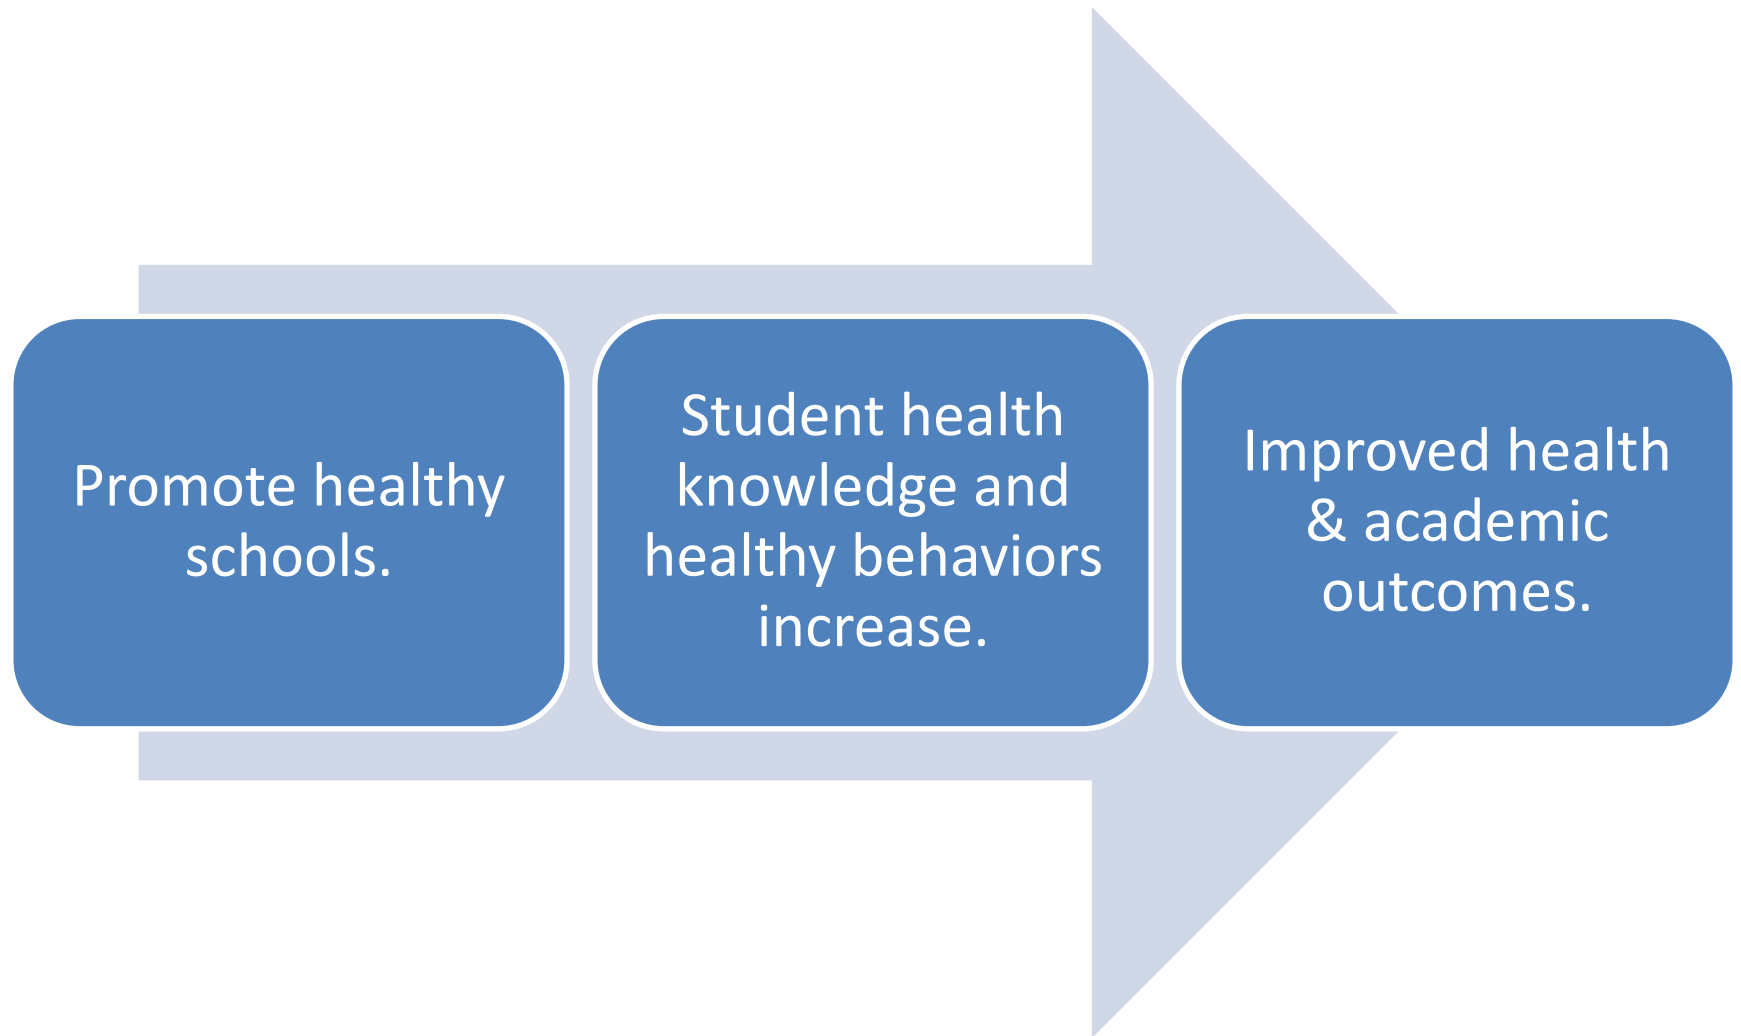 Promote healthy
schools.
Student health
knowledge and
healthy behaviors
increase.
Improved health
& academic
outcomes.